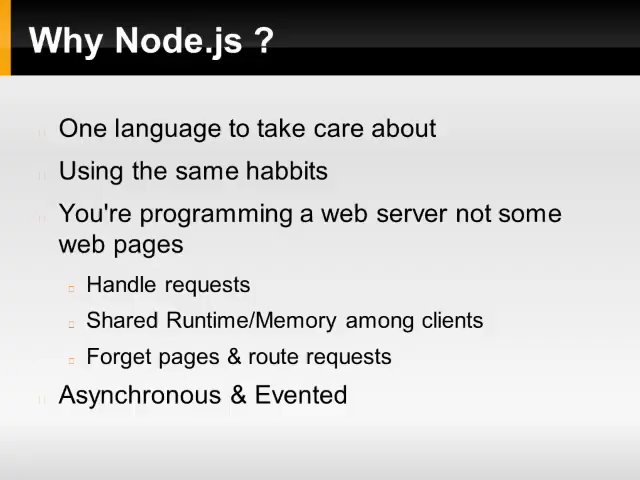 Why Node.js ?
One language to take care about
Using the same habbits
You're programming a web server not some
web pages
Handle requests
Shared Runtime/Memory among clients
Forget pages & route requests
Asynchronous & Evented